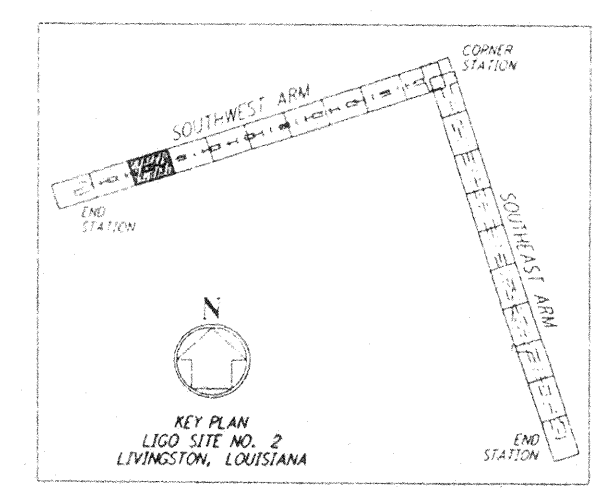 CORNER
STATION
SOUTHWEST ARM
END
STATION
SOUTHEAST ARM
N
KEY PLAN
LIGO SITE NO. 2
LIVINGSTON, LOUISIANA
END
STATION